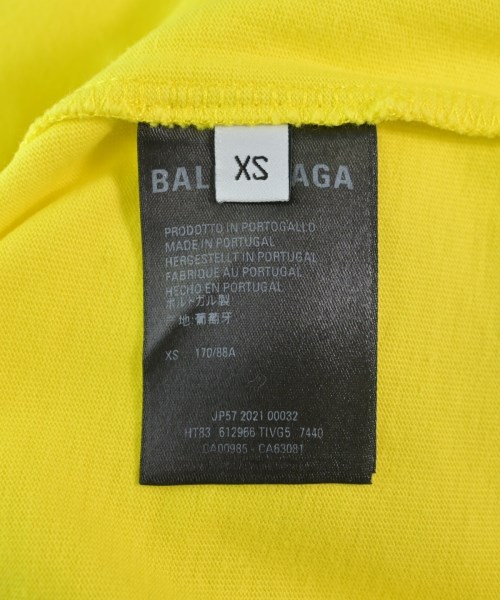 XS
BAL AGA
PRODOTTO IN PORTOGALLO
MADE IN PORTUGAL
HERGESTELLT IN PORTUGAL
FABRIQUE AU PORTUGAL
HECHO EN PORTUGAL
ポルトガル製
产地:葡萄牙
XS 170/88A
JP57 2021 00032
HT83 612966 TIVG5 7440
CA00985 - CA63081